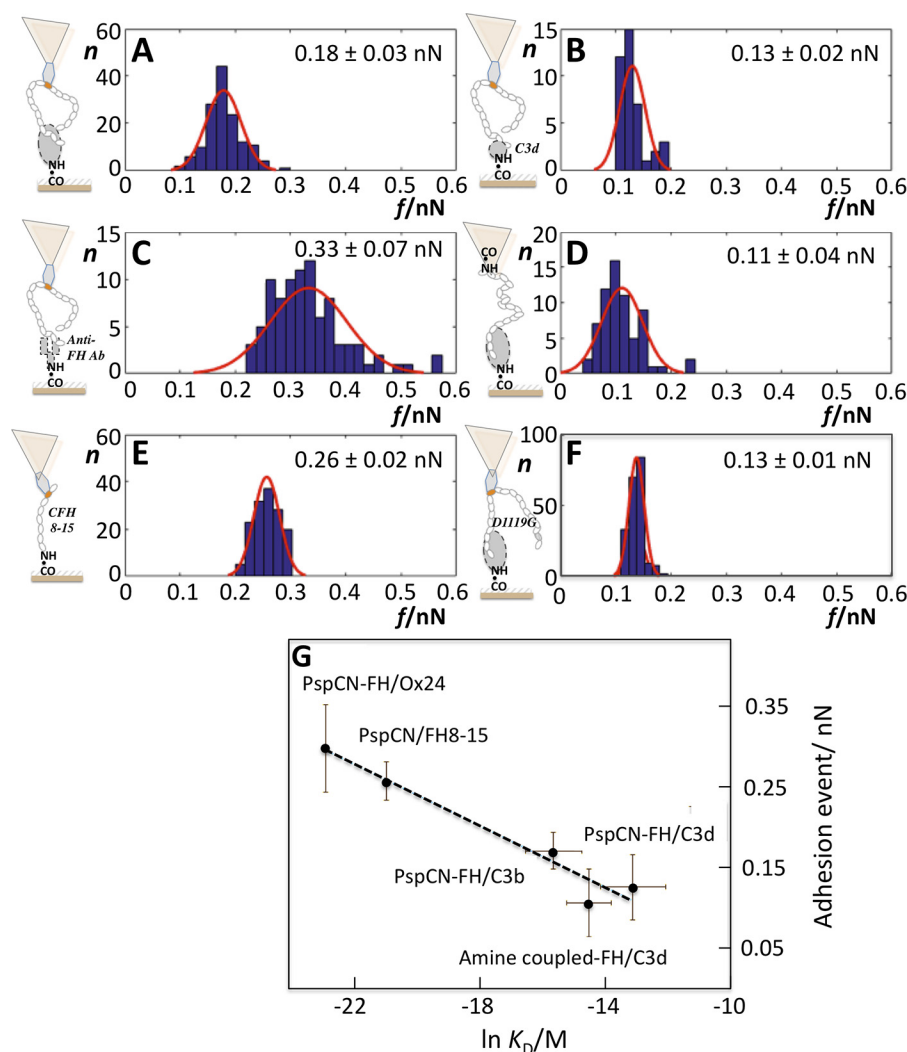 A
n
0.18 ± 0.03 nN
60
40
20
0
0 0.1 0.2 0.3 0.4 0.5 0.6
f/nN
NH
CO
B
n
0.13 ± 0.02 nN
15
10
5
0
0 0.1 0.2 0.3 0.4 0.5 0.6
f/nN
C3d
NH
CO
C
n
0.33 ± 0.07 nN
15
10
5
0
0 0.1 0.2 0.3 0.4 0.5 0.6
f/nN
Anti-
FH Ab
NH
CO
D
n
0.11 ± 0.04 nN
20
15
10
5
0
0 0.1 0.2 0.3 0.4 0.5 0.6
f/nN
CO
NH
NH
CO
E
n
0.26 ± 0.02 nN
60
40
20
0
0 0.1 0.2 0.3 0.4 0.5 0.6
f/nN
CFH
8-15
NH
CO
F
n
0.13 ± 0.01 nN
100
50
0
0 0.1 0.2 0.3 0.4 0.5 0.6
f/nN
D1119G
NH
CO
G
PspCN-FH/Ox24
PspCN/FH8-15
PspCN-FH/C3d
PspCN-FH/C3b
Amine coupled-FH/C3d
0.35
0.25
0.15
0.05
Adhesion event/ nN
-22 -18 -14 -10
ln KD/M